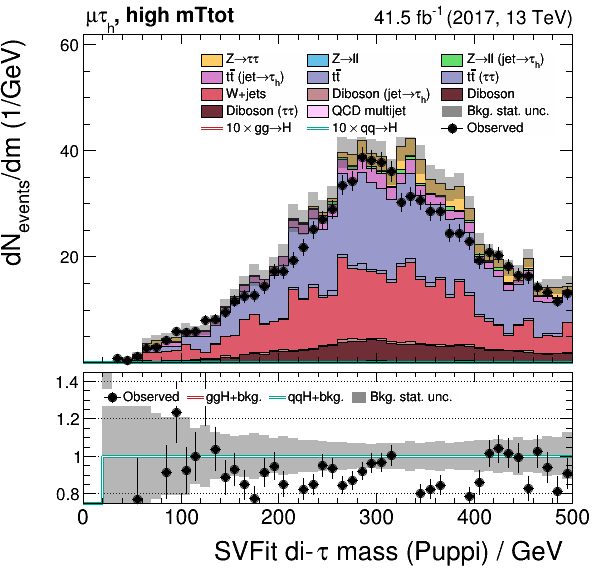 μτₕ, high mTtot 41.5 fb⁻¹ (2017, 13 TeV)
dN_events/dm (1/GeV)
60
40
20
Z→ττ Z→ll Z→ll (jet→τₕ)
tt̄ (jet→τₕ) tt̄ tt̄ (ττ)
W+jets Diboson (jet→τₕ) Diboson
Diboson (ττ) QCD multijet Bkg. stat. unc.
10 × gg→H 10 × qq→H Observed
1.4
1.2
1
0.8
Observed ggH+bkg. qqH+bkg. Bkg. stat. unc.
0 100 200 300 400 500
SVFit di-τ mass (Puppi) / GeV